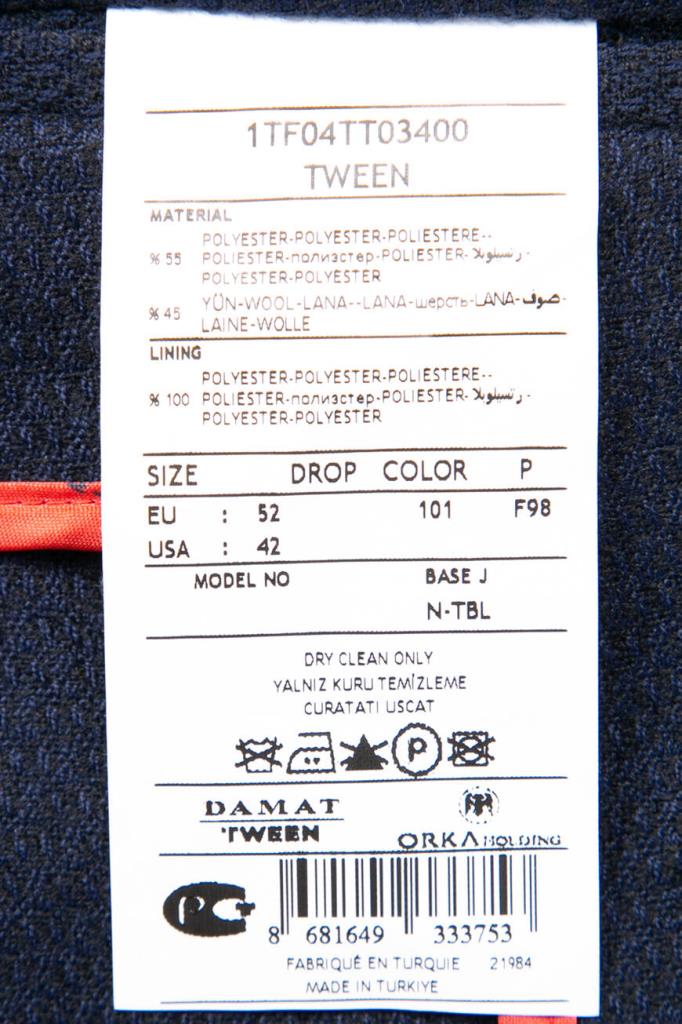 1TF04TT03400
TWEEN
MATERIAL
% 55 POLYESTER-POLYESTER-POLIESTERE--
POLIESTER-полиэстер-POLIESTER-رتسيلوبلا-
POLYESTER-POLYESTER
% 45 YÜN-WOOL-LANA--LANA-шерсть-LANA-صوف-
LAINE-WOLLE
LINING
% 100 POLYESTER-POLYESTER-POLIESTERE--
POLIESTER-полиэстер-POLIESTER-رتسيلوبلا-
POLYESTER-POLYESTER
SIZE DROP COLOR P
EU : 52 101 F98
USA : 42
MODEL NO BASE J
N-TBL
DRY CLEAN ONLY
YALNIZ KURU TEMİZLEME
CURATATI USCAT
P
DAMAT
'TWEEN
ORKA HOLDING
PCT
8 681649 333753
FABRIQUÉ EN TURQUIE 21984
MADE IN TURKIYE